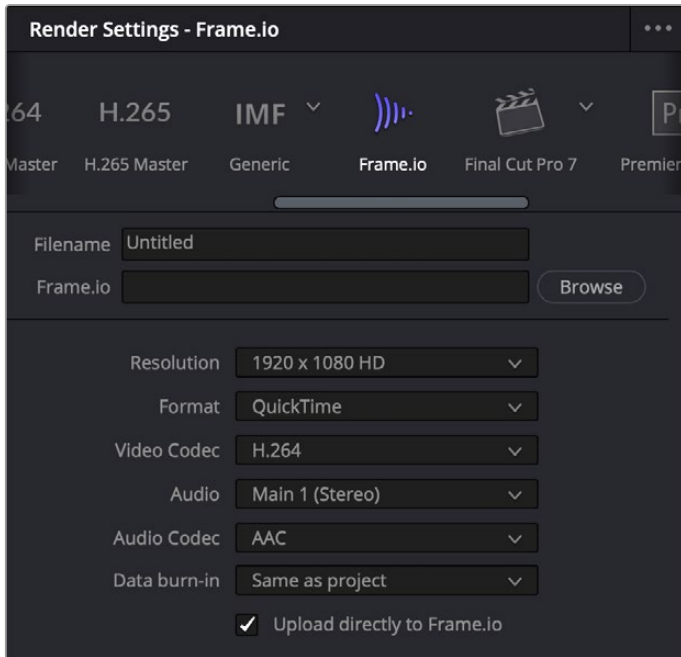 Render Settings - Frame.io
264 H.265 IMF
Master H.265 Master Generic Frame.io Final Cut Pro 7 Premier
Filename Untitled
Frame.io Browse
Resolution 1920 x 1080 HD
Format QuickTime
Video Codec H.264
Audio Main 1 (Stereo)
Audio Codec AAC
Data burn-in Same as project
Upload directly to Frame.io